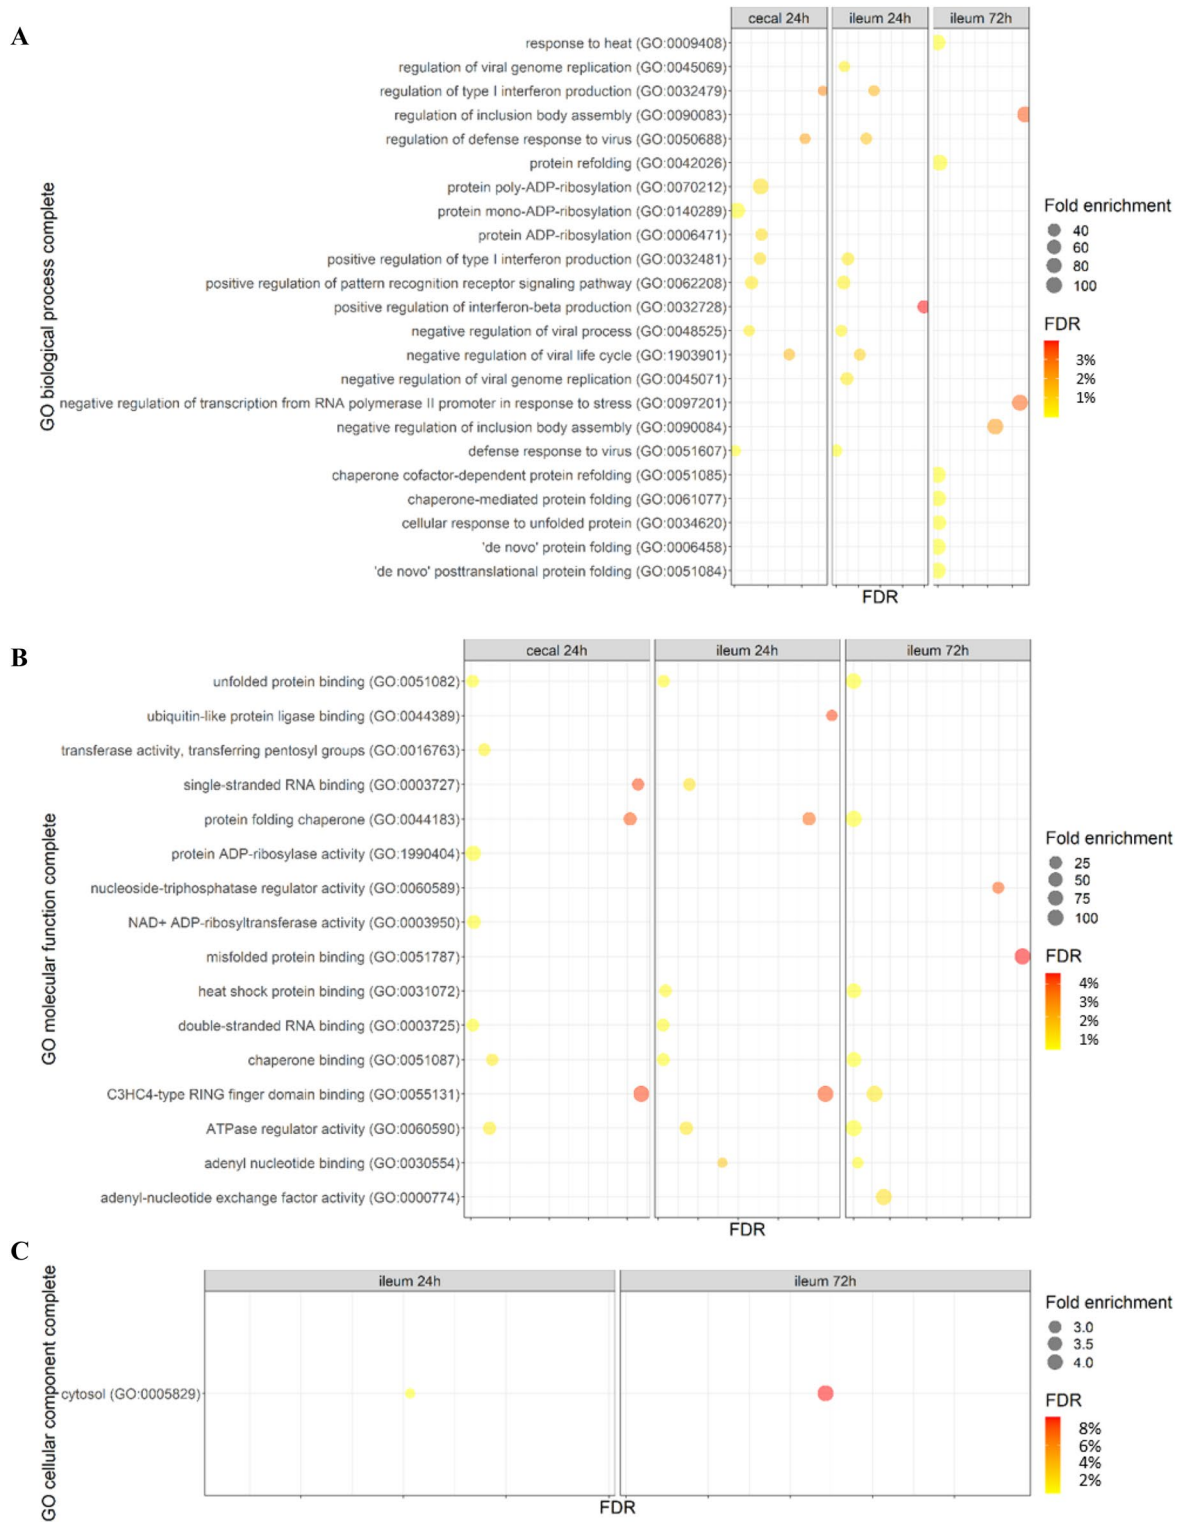 A
cecal 24h
ileum 24h
ileum 72h
GO biological process complete
response to heat (GO:0009408)
regulation of viral genome replication (GO:0045069)
regulation of type I interferon production (GO:0032479)
regulation of inclusion body assembly (GO:0090083)
regulation of defense response to virus (GO:0050688)
protein refolding (GO:0042026)
protein poly-ADP-ribosylation (GO:0070212)
protein mono-ADP-ribosylation (GO:0140289)
protein ADP-ribosylation (GO:0006471)
positive regulation of type I interferon production (GO:0032481)
positive regulation of pattern recognition receptor signaling pathway (GO:0062208)
positive regulation of interferon-beta production (GO:0032728)
negative regulation of viral process (GO:0048525)
negative regulation of viral life cycle (GO:1903901)
negative regulation of viral genome replication (GO:0045071)
negative regulation of transcription from RNA polymerase II promoter in response to stress (GO:0097201)
negative regulation of inclusion body assembly (GO:0090084)
defense response to virus (GO:0051607)
chaperone cofactor-dependent protein refolding (GO:0051085)
chaperone-mediated protein folding (GO:0061077)
cellular response to unfolded protein (GO:0034620)
'de novo' protein folding (GO:0006458)
'de novo' posttranslational protein folding (GO:0051084)
FDR
Fold enrichment
40
60
80
100
FDR
3%
2%
1%
B
cecal 24h
ileum 24h
ileum 72h
GO molecular function complete
unfolded protein binding (GO:0051082)
ubiquitin-like protein ligase binding (GO:0044389)
transferase activity, transferring pentosyl groups (GO:0016763)
single-stranded RNA binding (GO:0003727)
protein folding chaperone (GO:0044183)
protein ADP-ribosylase activity (GO:1990404)
nucleoside-triphosphatase regulator activity (GO:0060589)
NAD+ ADP-ribosyltransferase activity (GO:0003950)
misfolded protein binding (GO:0051787)
heat shock protein binding (GO:0031072)
double-stranded RNA binding (GO:0003725)
chaperone binding (GO:0051087)
C3HC4-type RING finger domain binding (GO:0055131)
ATPase regulator activity (GO:0060590)
adenyl nucleotide binding (GO:0030554)
adenyl-nucleotide exchange factor activity (GO:0000774)
FDR
Fold enrichment
25
50
75
100
FDR
4%
3%
2%
1%
C
ileum 24h
ileum 72h
GO cellular component complete
cytosol (GO:0005829)
FDR
Fold enrichment
3.0
3.5
4.0
FDR
8%
6%
4%
2%